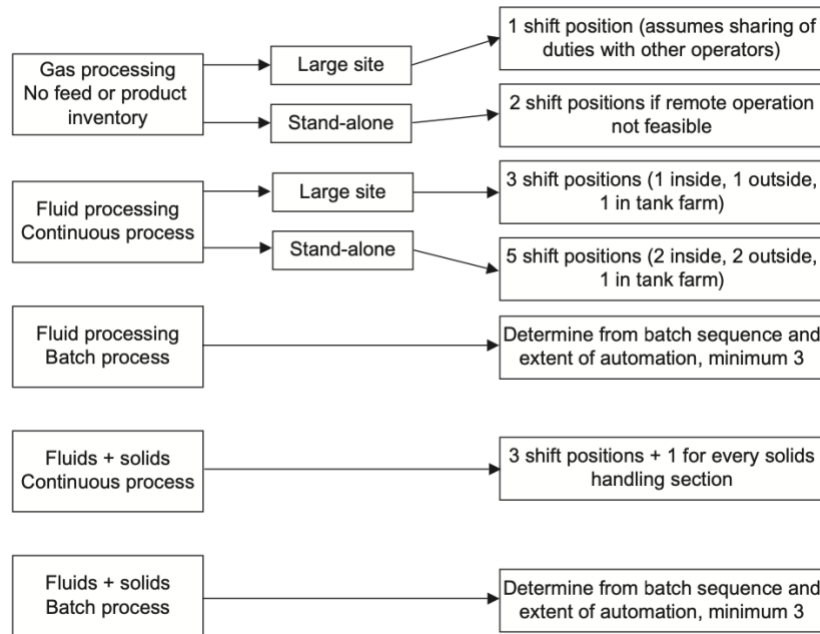 Gas processing
No feed or product
inventory
Large site
1 shift position (assumes sharing of
duties with other operators)
Stand-alone
2 shift positions if remote operation
not feasible
Fluid processing
Continuous process
Large site
3 shift positions (1 inside, 1 outside,
1 in tank farm)
Stand-alone
5 shift positions (2 inside, 2 outside,
1 in tank farm)
Fluid processing
Batch process
Determine from batch sequence and
extent of automation, minimum 3
Fluids + solids
Continuous process
3 shift positions + 1 for every solids
handling section
Fluids + solids
Batch process
Determine from batch sequence and
extent of automation, minimum 3